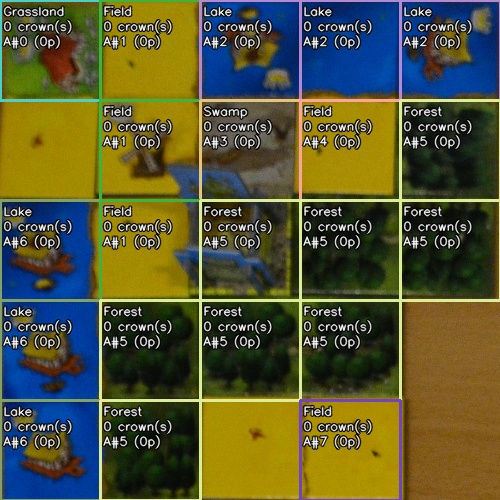 Grassland
0 crown(s)
A#0 (0p)
Field
0 crown(s)
A#1 (0p)
Lake
0 crown(s)
A#2 (0p)
Lake
0 crown(s)
A#2 (0p)
Lake
0 crown(s)
A#2 (0p)
Field
0 crown(s)
A#1 (0p)
Swamp
0 crown(s)
A#3 (0p)
Field
0 crown(s)
A#4 (0p)
Forest
0 crown(s)
A#5 (0p)
Lake
0 crown(s)
A#6 (0p)
Field
0 crown(s)
A#1 (0p)
Forest
0 crown(s)
A#5 (0p)
Forest
0 crown(s)
A#5 (0p)
Forest
0 crown(s)
A#5 (0p)
Lake
0 crown(s)
A#6 (0p)
Forest
0 crown(s)
A#5 (0p)
Forest
0 crown(s)
A#5 (0p)
Forest
0 crown(s)
A#5 (0p)
Lake
0 crown(s)
A#6 (0p)
Forest
0 crown(s)
A#5 (0p)
Field
0 crown(s)
A#7 (0p)